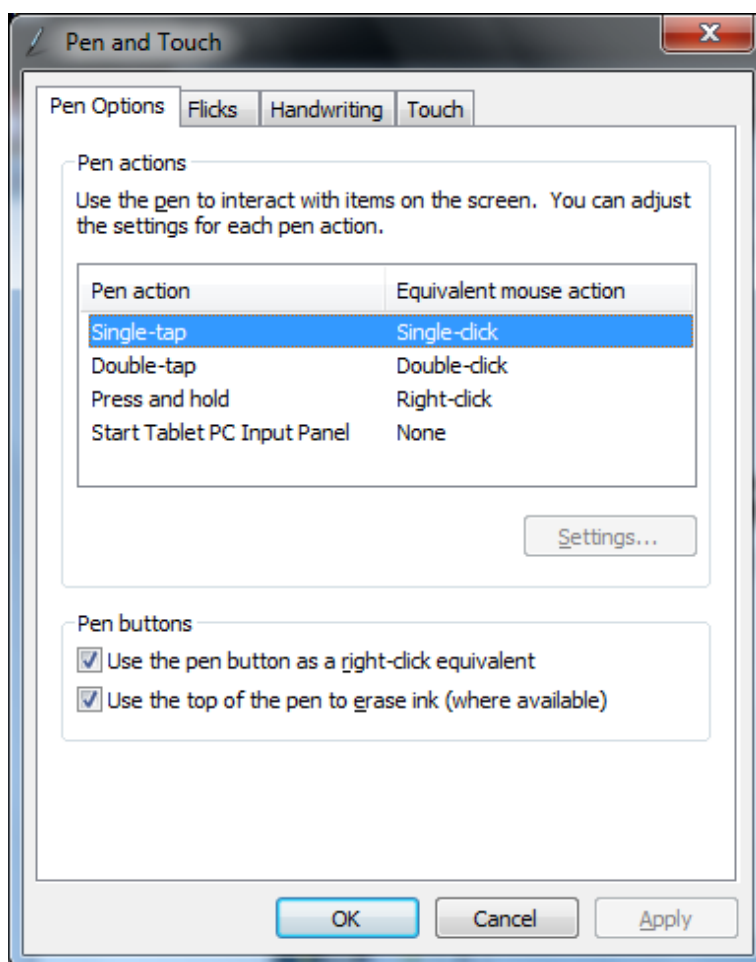 Pen and Touch
Pen Options Flicks Handwriting Touch
Pen actions
Use the pen to interact with items on the screen.  You can adjust
the settings for each pen action.
Pen action Equivalent mouse action
Single-tap Single-click
Double-tap Double-click
Press and hold Right-click
Start Tablet PC Input Panel None
Settings...
Pen buttons
Use the pen button as a right-click equivalent
Use the top of the pen to erase ink (where available)
OK Cancel Apply